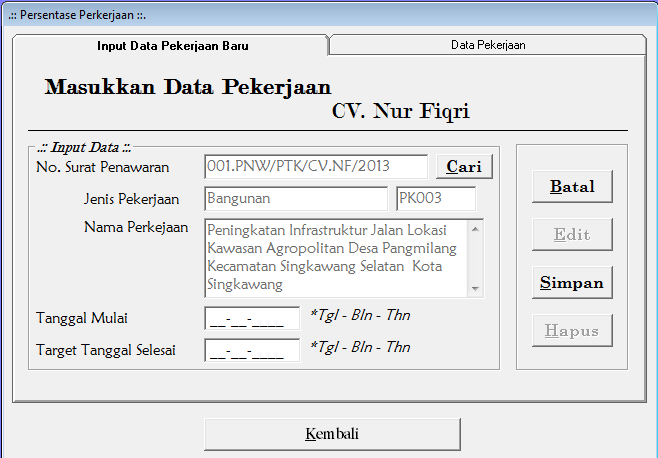 .:: Persentase Perkerjaan ::.
Input Data Pekerjaan Baru
Data Pekerjaan
Masukkan Data Pekerjaan
CV. Nur Fiqri
.:: Input Data ::.
No. Surat Penawaran 001.PNW/PTK/CV.NF/2013 Cari
Jenis Pekerjaan Bangunan PK003
Nama Perkejaan Peningkatan Infrastruktur Jalan Lokasi
Kawasan Agropolitan Desa Pangmilang
Kecamatan Singkawang Selatan Kota
Singkawang
Tanggal Mulai __-__-____ *Tgl - Bln - Thn
Target Tanggal Selesai __-__-____ *Tgl - Bln - Thn
Batal
Edit
Simpan
Hapus
Kembali